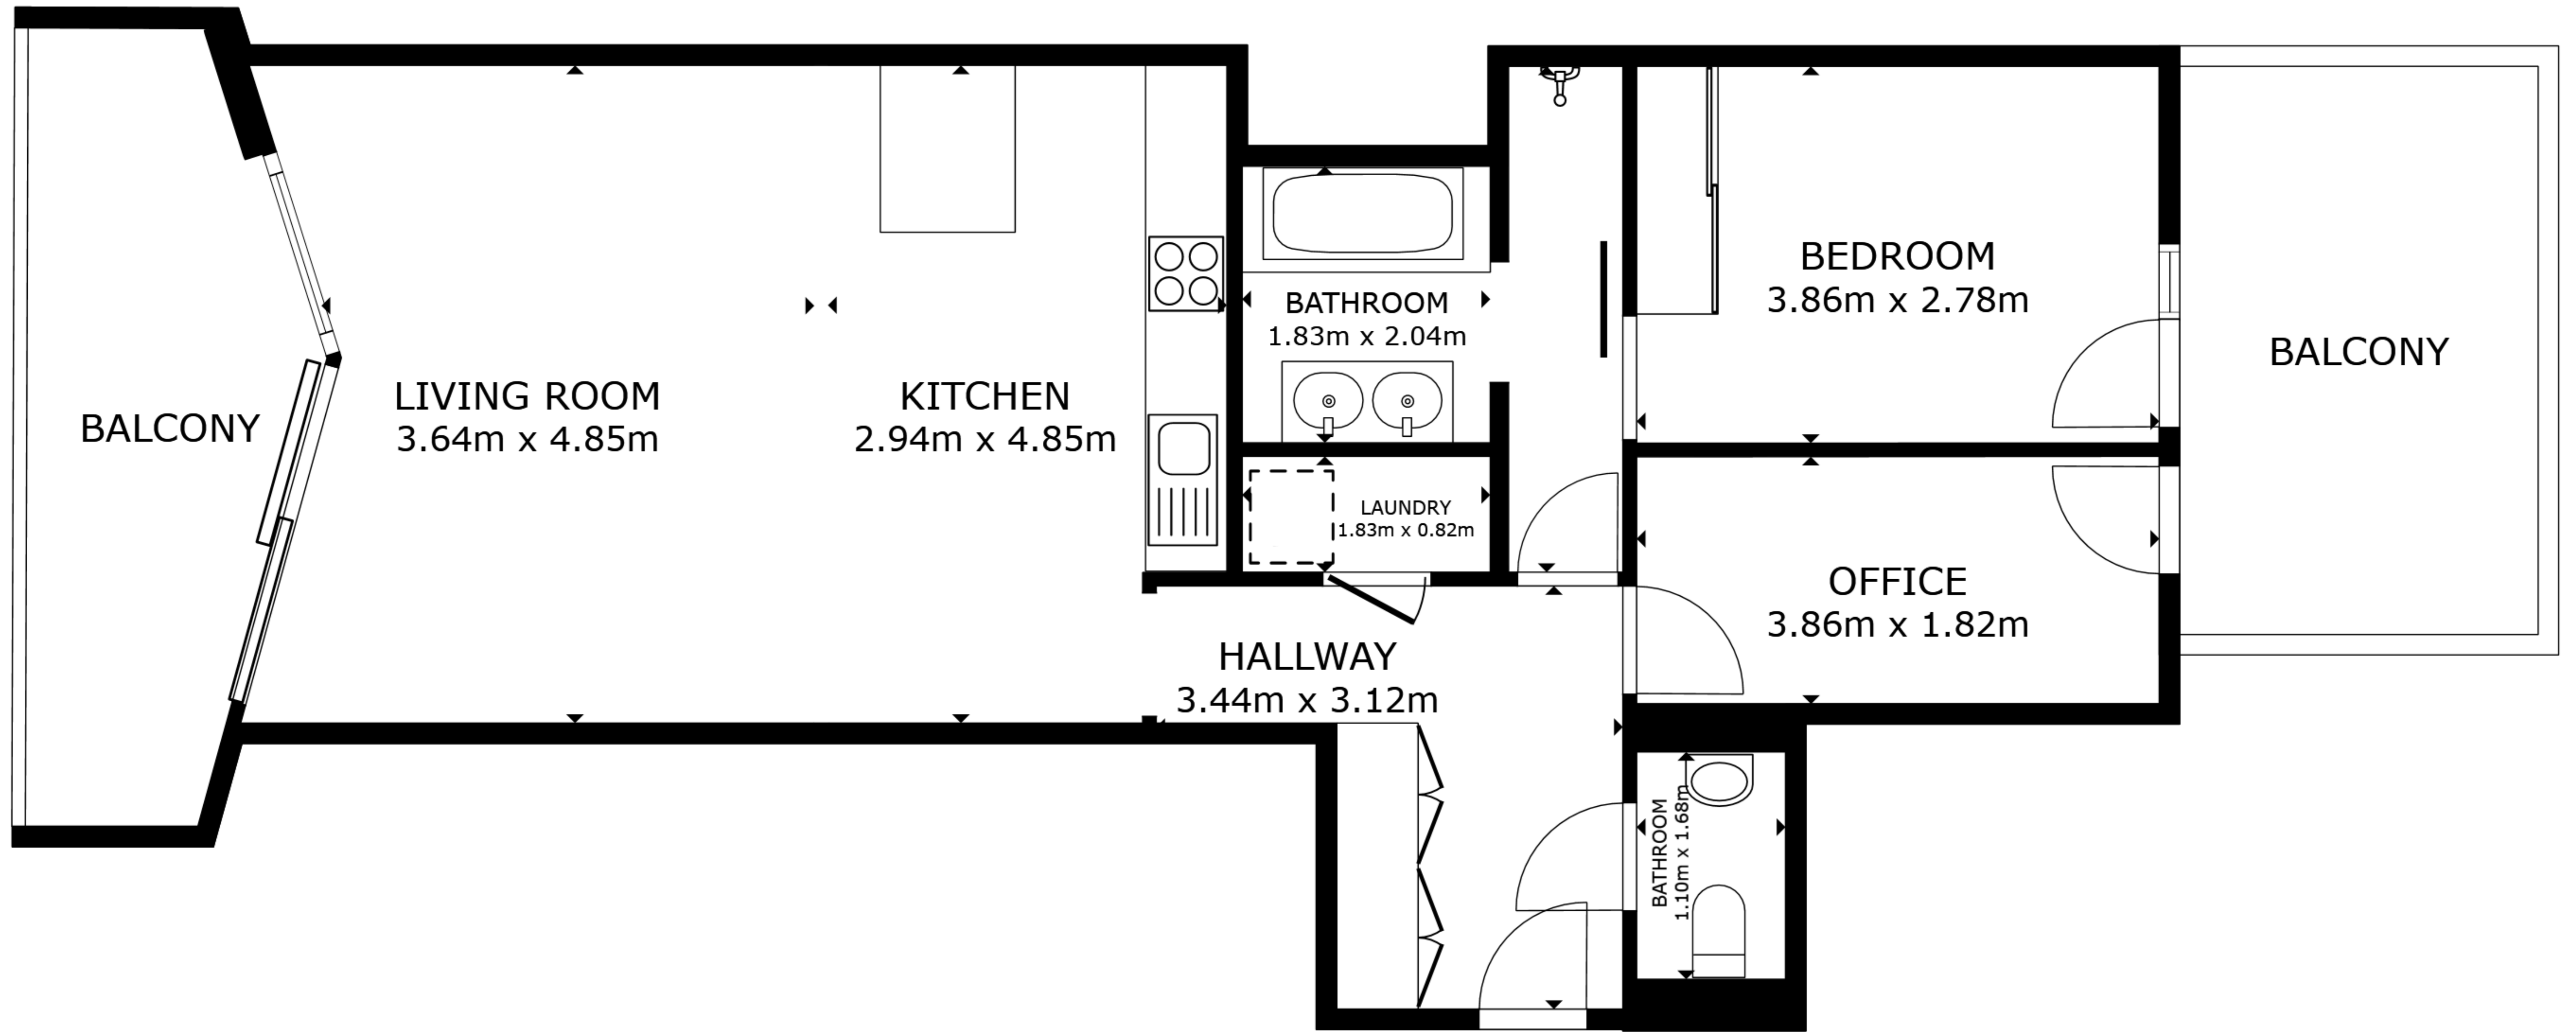 BALCONY
LIVING ROOM
3.64m x 4.85m
KITCHEN
2.94m x 4.85m
BATHROOM
1.83m x 2.04m
LAUNDRY
1.83m x 0.82m
HALLWAY
3.44m x 3.12m
BEDROOM
3.86m x 2.78m
OFFICE
3.86m x 1.82m
BALCONY
BATHROOM
1.10m x 1.68m